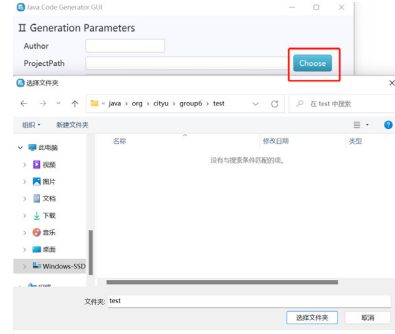 Java Code Generator GUI
II Generation Parameters
Author
ProjectPath
Choose
选择文件夹
« java › org › cityu › group6 › test
在 test 中搜索
组织
新建文件夹
名称
修改日期
类型
没有与搜索条件匹配的项。
此电脑
视频
图片
文档
下载
音乐
桌面
Windows-SSD
文件夹: test
选择文件夹
取消